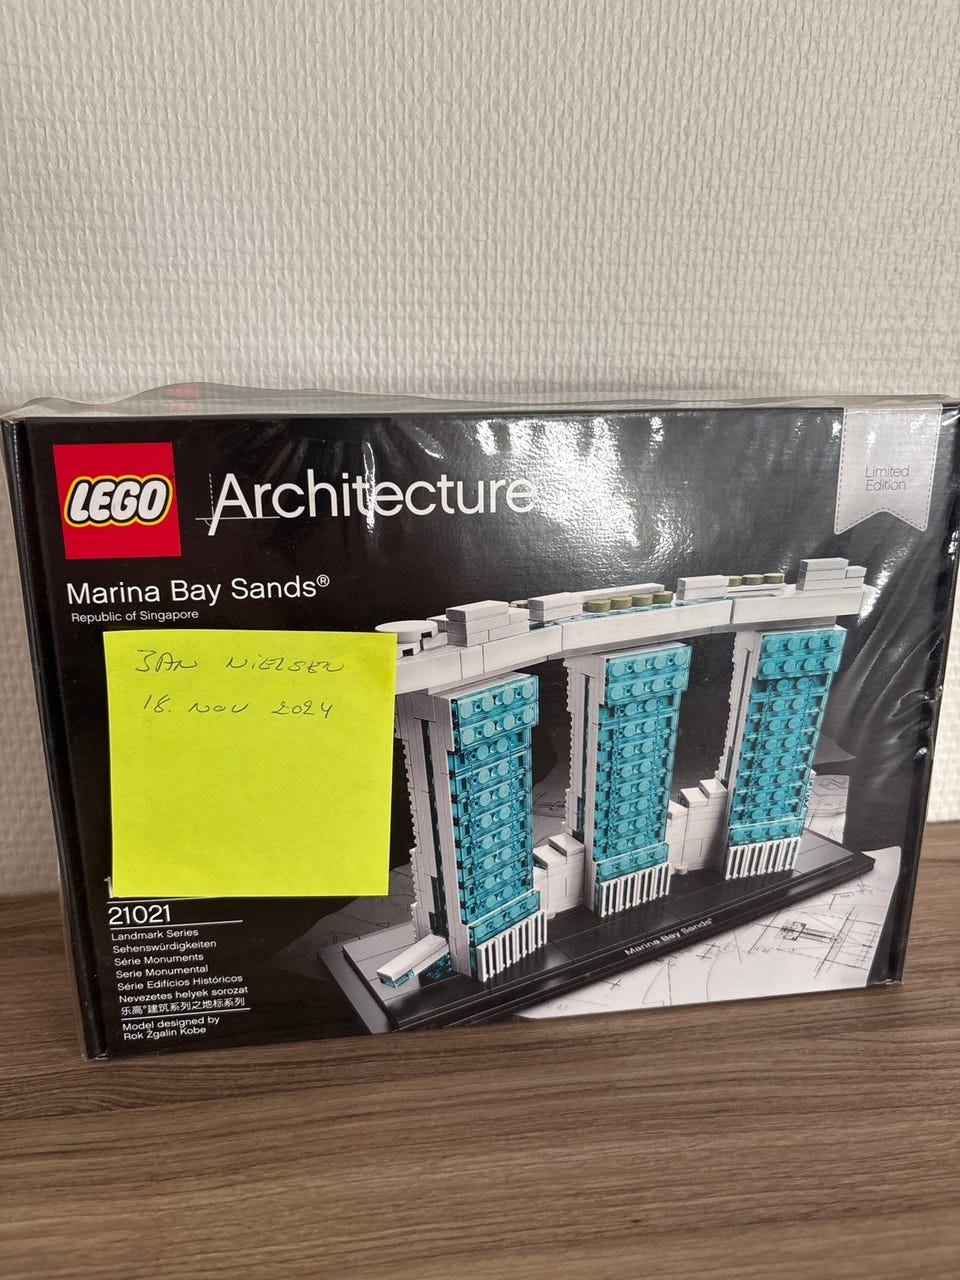 LEGO
Architecture
Limited
Edition
Marina Bay Sands®
Republic of Singapore
JAN NIELSEN
18. NOV 2024
21021
Landmark Series
Sehenswürdigkeiten
Série Monuments
Serie Monumental
Série Edifícios Históricos
Nevezetes helyek sorozat
乐高®建筑系列之地标系列
Model designed by
Rok Žgalin Kobe
Marina Bay Sands®